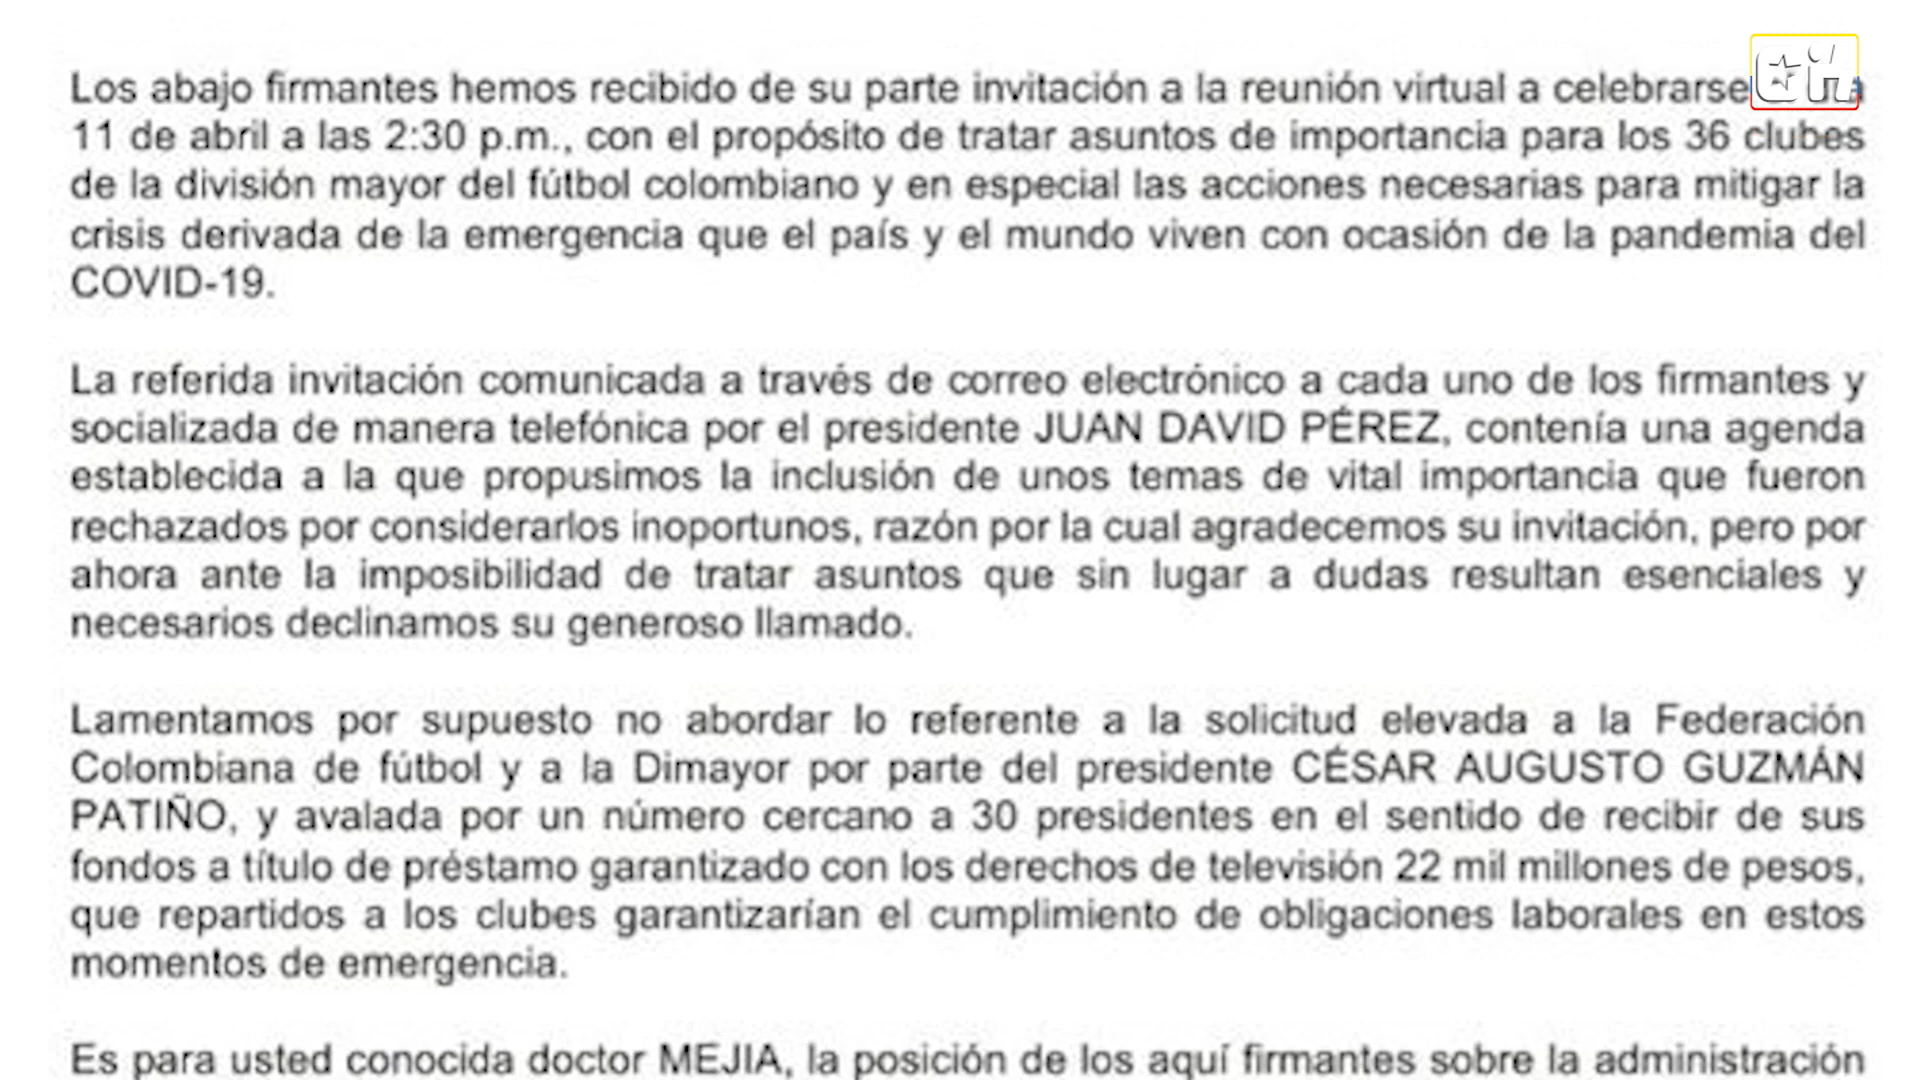 Los abajo firmantes hemos recibido de su parte invitación a la reunión virtual a celebrarse
11 de abril a las 2:30 p.m., con el propósito de tratar asuntos de importancia para los 36 clubes
de la división mayor del fútbol colombiano y en especial las acciones necesarias para mitigar la
crisis derivada de la emergencia que el país y el mundo viven con ocasión de la pandemia del
COVID-19.
La referida invitación comunicada a través de correo electrónico a cada uno de los firmantes y
socializada de manera telefónica por el presidente JUAN DAVID PÉREZ, contenía una agenda
establecida a la que propusimos la inclusión de unos temas de vital importancia que fueron
rechazados por considerarlos inoportunos, razón por la cual agradecemos su invitación, pero por
ahora ante la imposibilidad de tratar asuntos que sin lugar a dudas resultan esenciales y
necesarios declinamos su generoso llamado.
Lamentamos por supuesto no abordar lo referente a la solicitud elevada a la Federación
Colombiana de fútbol y a la Dimayor por parte del presidente CÉSAR AUGUSTO GUZMÁN
PATIÑO, y avalada por un número cercano a 30 presidentes en el sentido de recibir de sus
fondos a título de préstamo garantizado con los derechos de televisión 22 mil millones de pesos,
que repartidos a los clubes garantizarían el cumplimiento de obligaciones laborales en estos
momentos de emergencia.
Es para usted conocida doctor MEJIA, la posición de los aquí firmantes sobre la administración